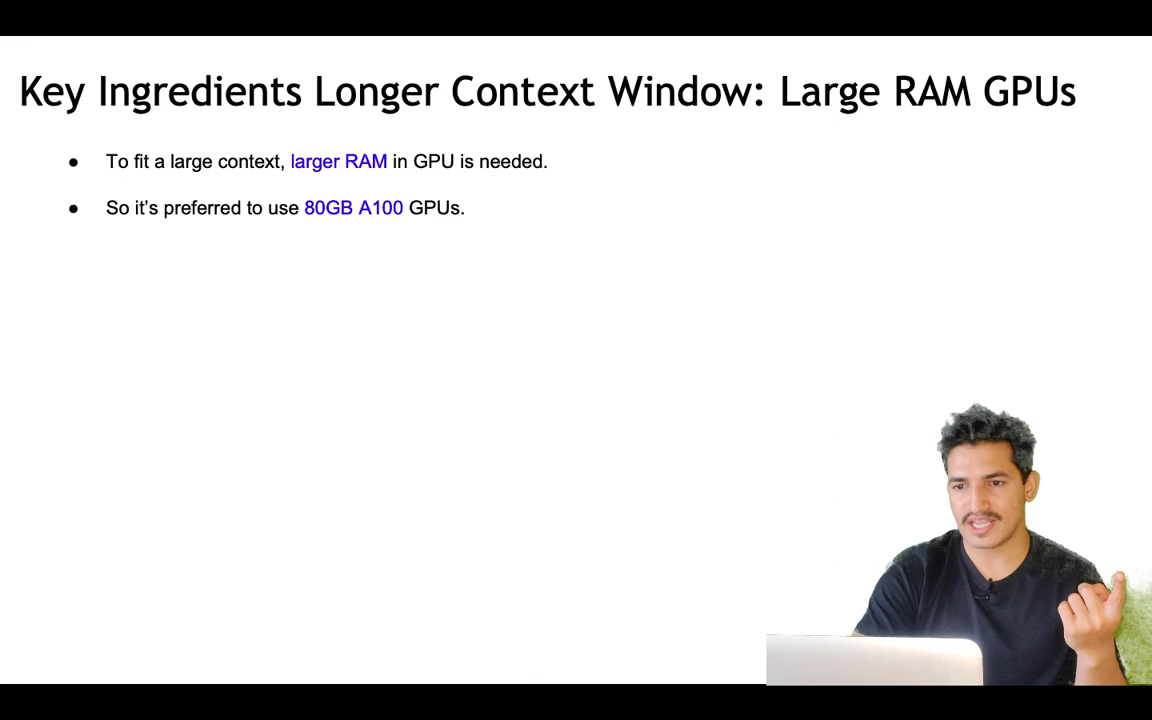 Key Ingredients Longer Context Window: Large RAM GPUs
● To fit a large context, larger RAM in GPU is needed.
● So it’s preferred to use 80GB A100 GPUs.